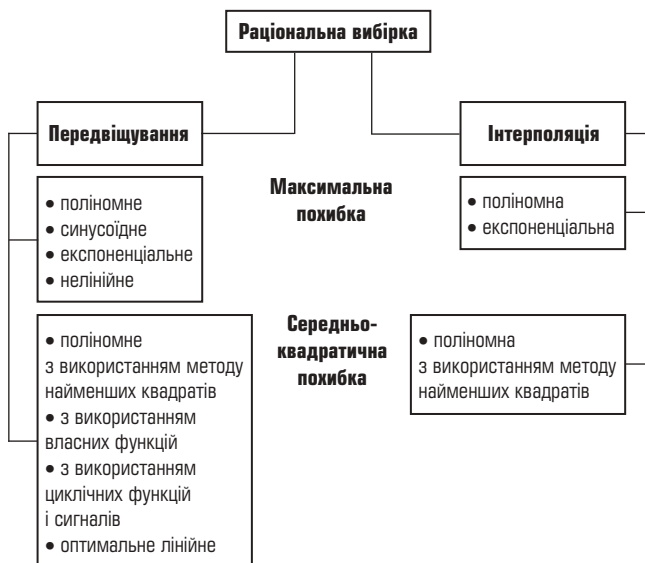 Раціональна вибірка
Передвіщування
Інтерполяція
Максимальна
похибка
• поліномне
• синусоїдне
• експоненціальне
• нелінійне
• поліномна
• експоненціальна
Середньо-
квадратична
похибка
• поліномне
з використанням методу
найменших квадратів
• з використанням
власних функцій
• з використанням
циклічних функцій
і сигналів
• оптимальне лінійне
• поліномна
з використанням методу
найменших квадратів